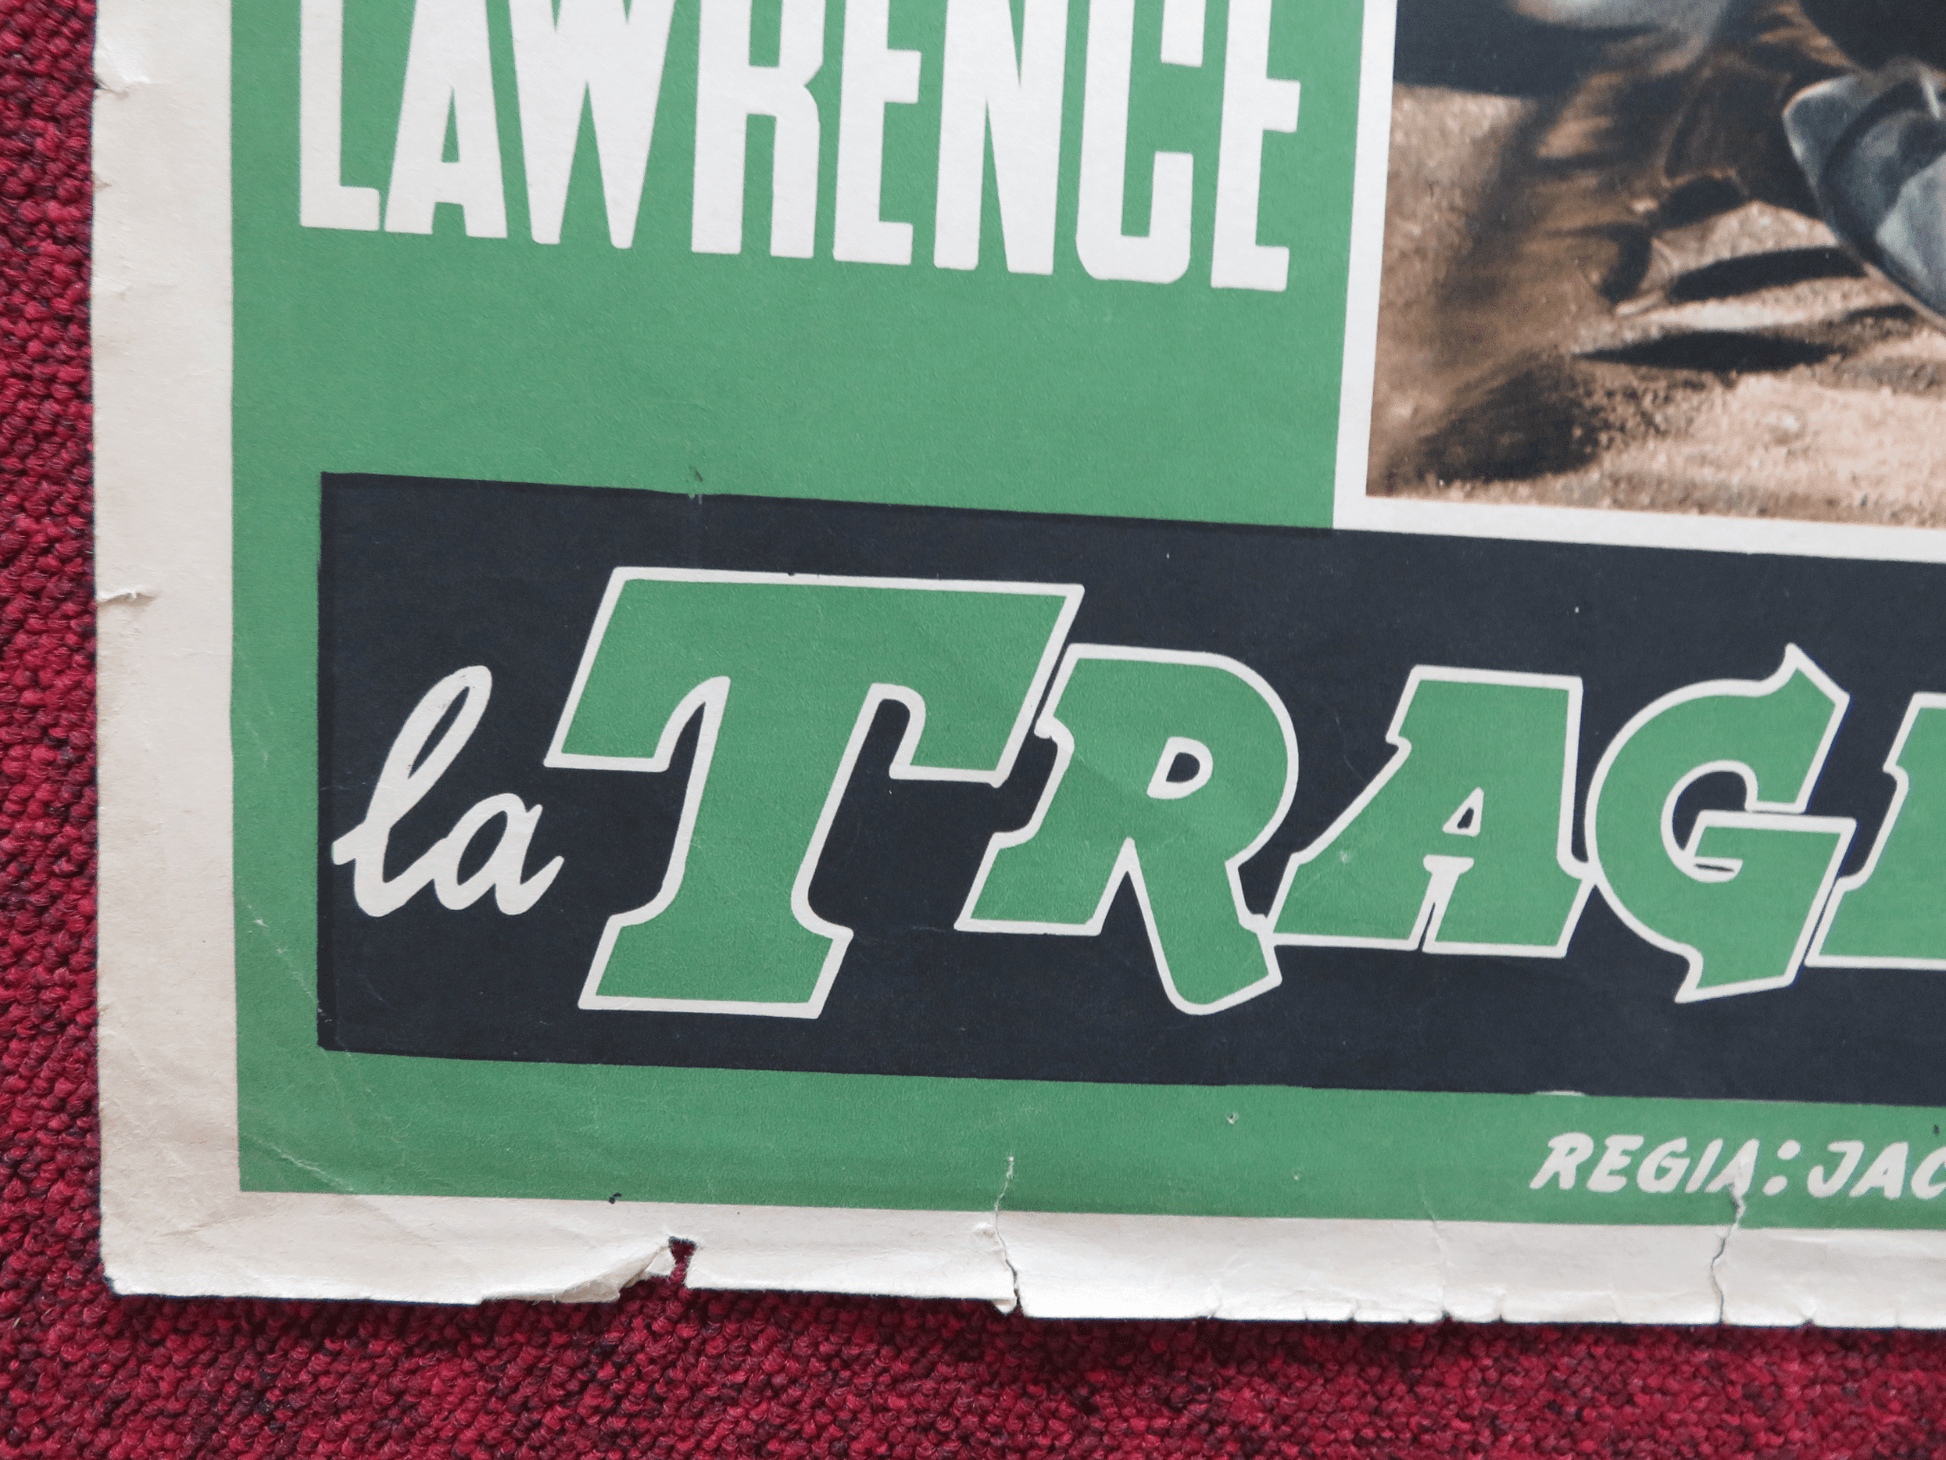 LAWRENCE
la TRAG
REGIA: JAC